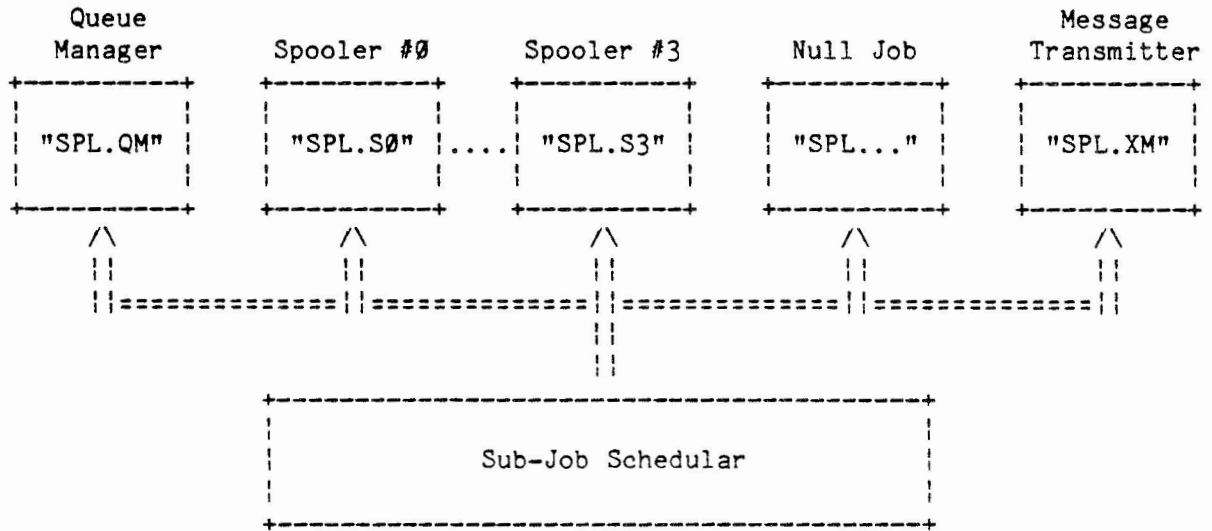 Queue Message
Manager Spooler #0 Spooler #3 Null Job Transmitter
"SPL.QM" "SPL.S0" .... "SPL.S3" "SPL..." "SPL.XM"
Sub-Job Schedular